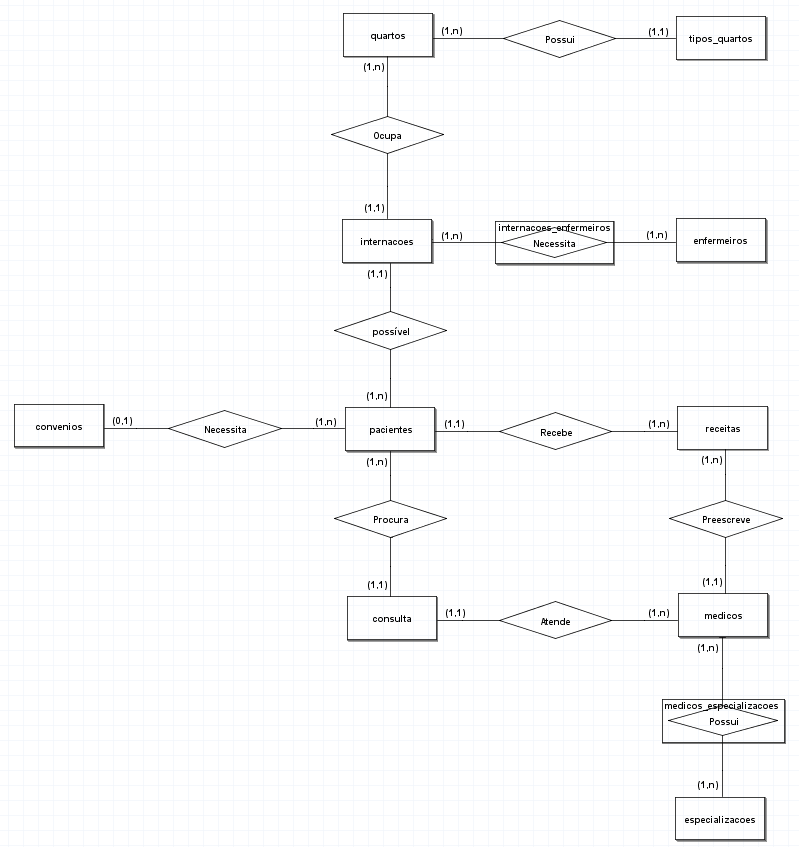 quartos
(1,n)
Possui
(1,1)
tipos_quartos
(1,n)
Ocupa
(1,1)
internacoes
(1,n)
internacoes_enfermeiros
Necessita
(1,n)
enfermeiros
(1,1)
possível
(1,n)
convenios
(0,1)
Necessita
(1,n)
pacientes
(1,1)
Recebe
(1,n)
receitas
(1,n)
(1,n)
Procura
Preescreve
(1,1)
(1,1)
consulta
(1,1)
Atende
(1,n)
medicos
(1,n)
medicos_especializacoes
Possui
(1,n)
especializacoes